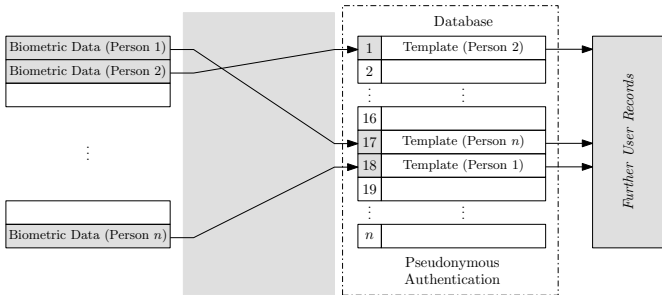 Database
Biometric Data (Person 1)
Biometric Data (Person 2)
⋮
Biometric Data (Person n)
1 Template (Person 2)
2
⋮ ⋮
16
17 Template (Person n)
18 Template (Person 1)
19
⋮ ⋮
n
Pseudonymous
Authentication
Further User Records